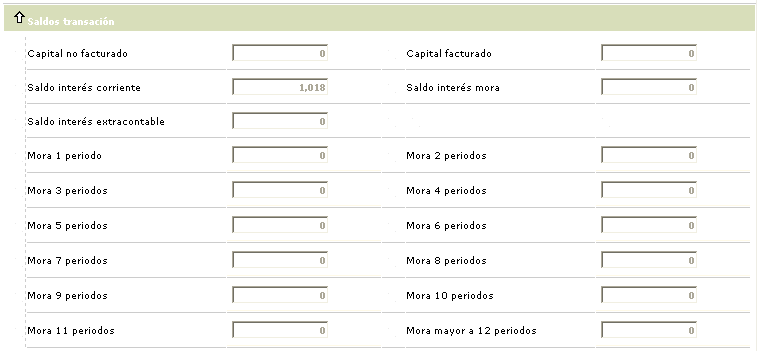 Saldos transación
Capital no facturado 0 Capital facturado 0
Saldo interés corriente 1,018 Saldo interés mora 0
Saldo interés extracontable 0
Mora 1 periodo 0 Mora 2 periodos 0
Mora 3 periodos 0 Mora 4 periodos 0
Mora 5 periodos 0 Mora 6 periodos 0
Mora 7 periodos 0 Mora 8 periodos 0
Mora 9 periodos 0 Mora 10 periodos 0
Mora 11 periodos 0 Mora mayor a 12 periodos 0